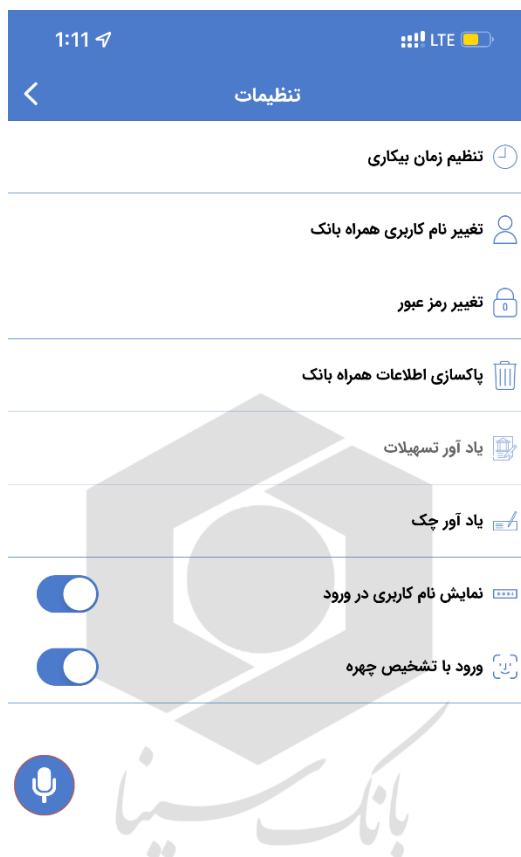 1:11
LTE
تنظیمات
تنظیم زمان بیکاری
تغییر نام کاربری همراه بانک
تغییر رمز عبور
پاکسازی اطلاعات همراه بانک
یاد آور تسهیلات
یاد آور چک
نمایش نام کاربری در ورود
ورود با تشخیص چهره
بانک سینا